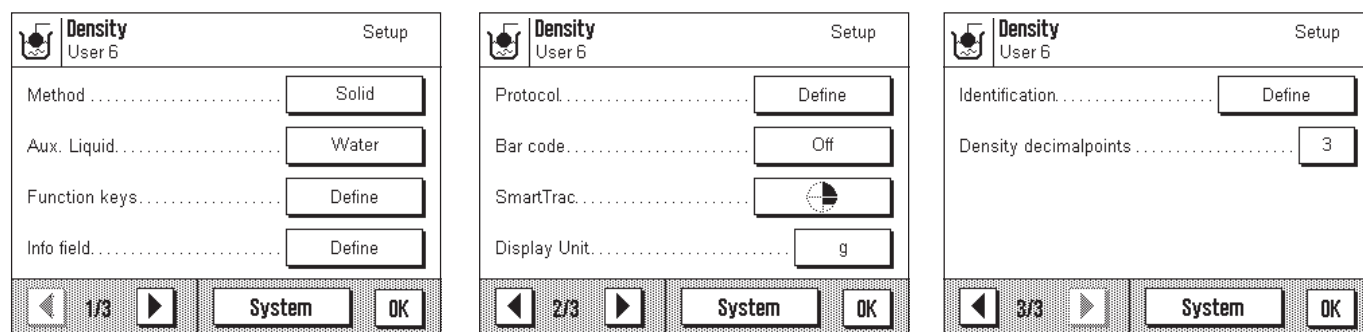 Density
User 6
Setup
Method ........................ Solid
Aux. Liquid..................... Water
Function keys.................. Define
Info field........................ Define
1/3 System OK
Density
User 6
Setup
Protocol........................ Define
Bar code....................... Off
SmartTrac......................
Display Unit......................... g
2/3 System OK
Density
User 6
Setup
Identification.................... Define
Density decimalpoints .................... 3
3/3 System OK